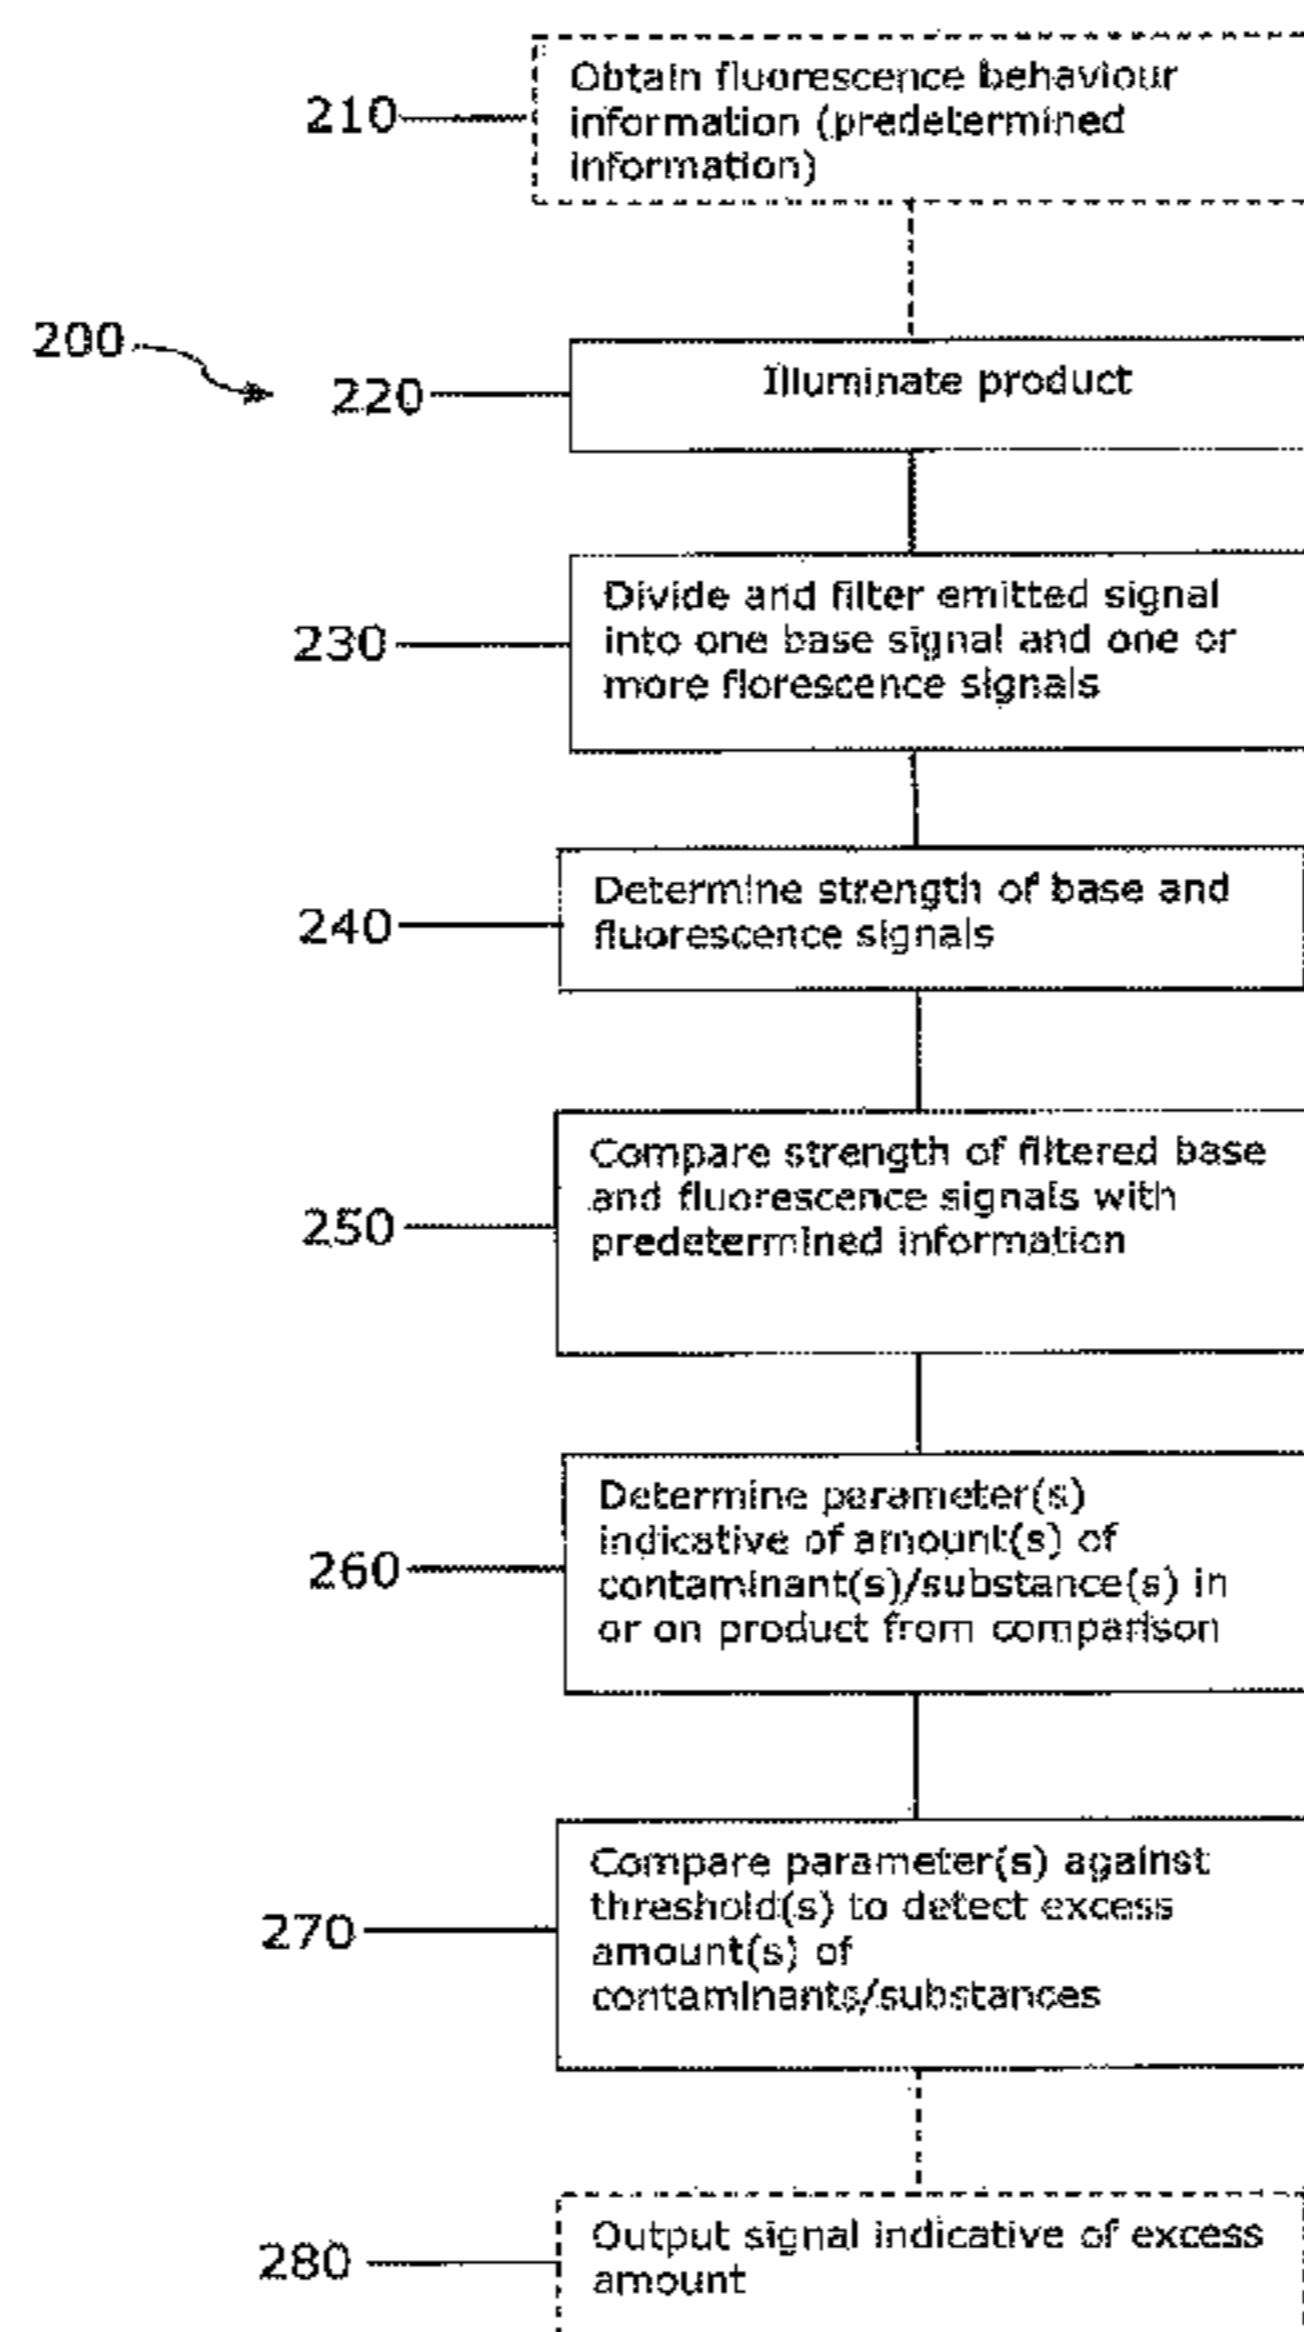 210
Obtain fluorescence behaviour
information (predetermined
information)
200
220
Illuminate product
230
Divide and filter emitted signal
into one base signal and one or
more florescence signals
240
Determine strength of base and
fluorescence signals
250
Compare strength of filtered base
and fluorescence signals with
predetermined information
260
Determine parameter(s)
indicative of amount(s) of
contaminant(s)/substance(s) in
or on product from comparison
270
Compare parameter(s) against
threshold(s) to detect excess
amount(s) of
contaminants/substances
280
Output signal indicative of excess
amount